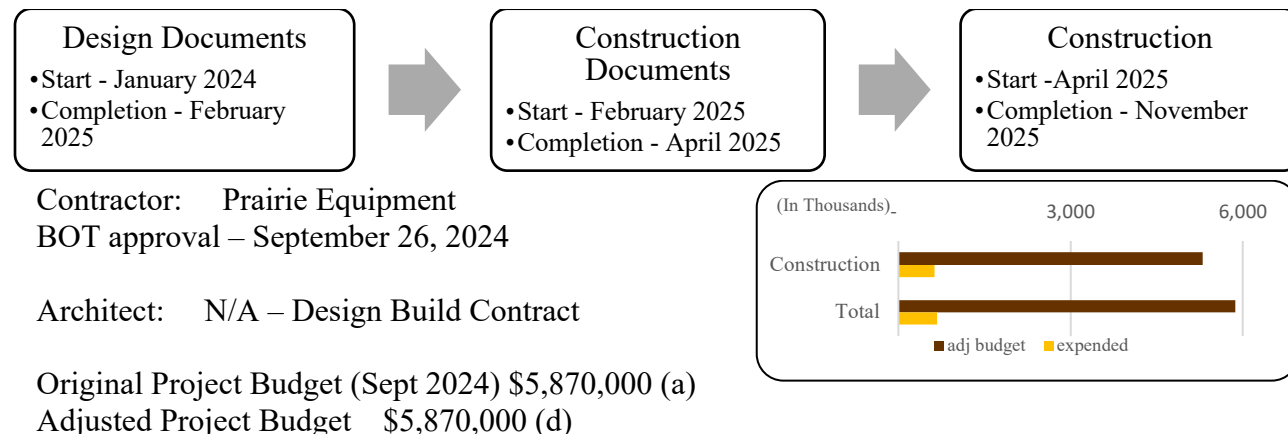 Design Documents
•Start - January 2024
•Completion - February
2025
Construction
Documents
•Start - February 2025
•Completion - April 2025
Construction
•Start -April 2025
•Completion - November
2025
Contractor: Prairie Equipment
BOT approval – September 26, 2024
Architect: N/A – Design Build Contract
Original Project Budget (Sept 2024) $5,870,000 (a)
Adjusted Project Budget $5,870,000 (d)
(In Thousands) - 3,000 6,000
Construction
Total
adj budget expended